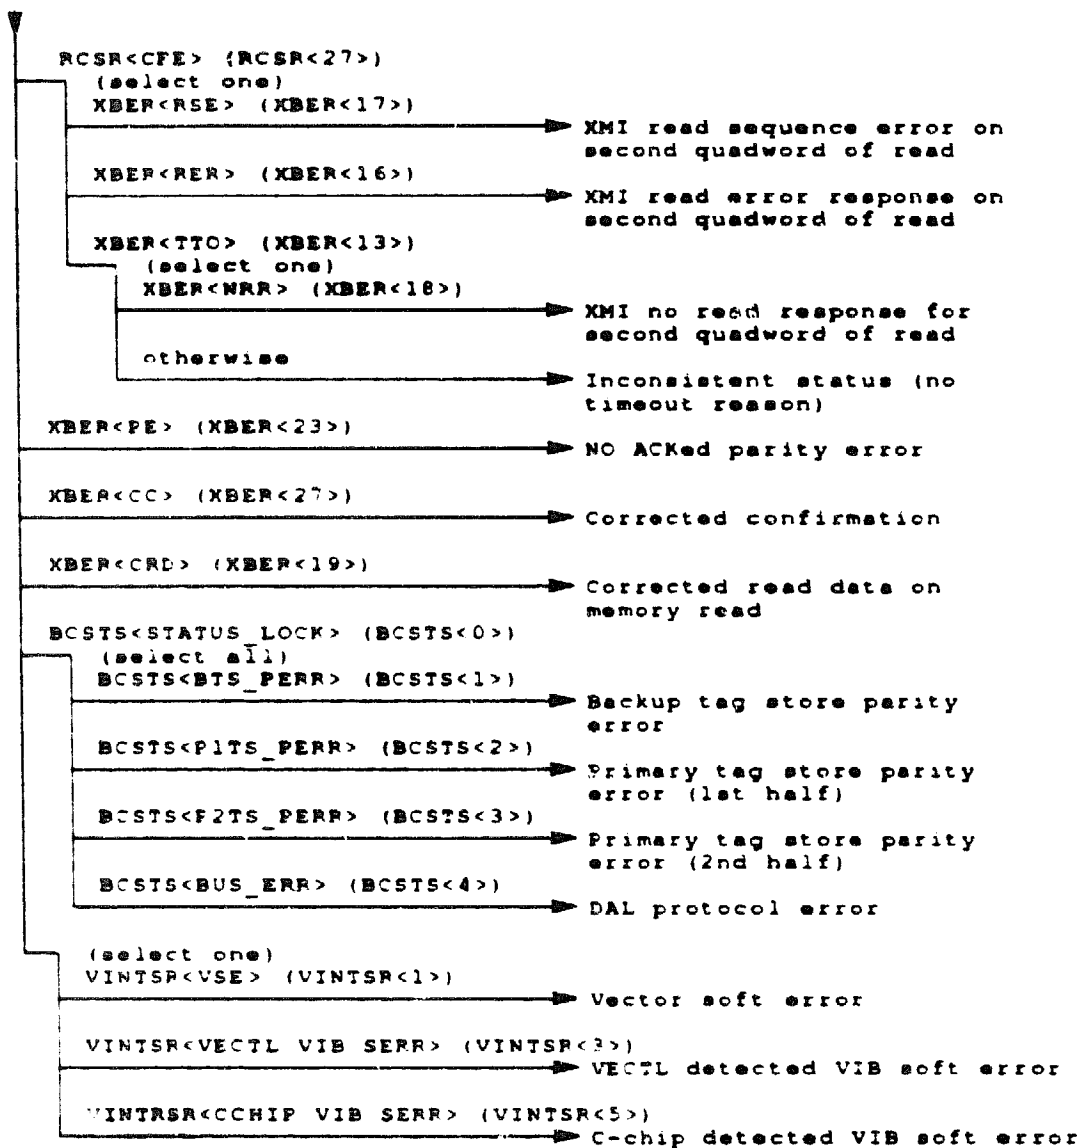 RCSR<CFE> (RCSR<27>)
(select one)
XBER<RSE> (XBER<17>)
XMI read sequence error on
second quadword of read
XBER<RER> (XBER<16>)
XMI read error response on
second quadword of read
XBER<TTO> (XBER<13>)
(select one)
XBER<NRR> (XBER<18>)
XMI no read response for
second quadword of read
otherwise
Inconsistent status (no
timeout reason)
XBER<PE> (XBER<23>)
NO ACKed parity error
XBER<CC> (XBER<27>)
Corrected confirmation
XBER<CRD> (XBER<19>)
Corrected read data on
memory read
BCSTS<STATUS_LOCK> (BCSTS<0>)
(select all)
BCSTS<BTS_PERR> (BCSTS<1>)
Backup tag store parity
error
BCSTS<P1TS_PERR> (BCSTS<2>)
Primary tag store parity
error (1st half)
BCSTS<P2TS_PERR> (BCSTS<3>)
Primary tag store parity
error (2nd half)
BCSTS<BUS_ERR> (BCSTS<4>)
DAL protocol error
(select one)
VINTSR<VSE> (VINTSR<1>)
Vector soft error
VINTSR<VECTL VIB SERR> (VINTSR<3>)
VECTL detected VIB soft error
VINTRSR<CCHIP VIB SERR> (VINTSR<5>)
C-chip detected VIB soft error